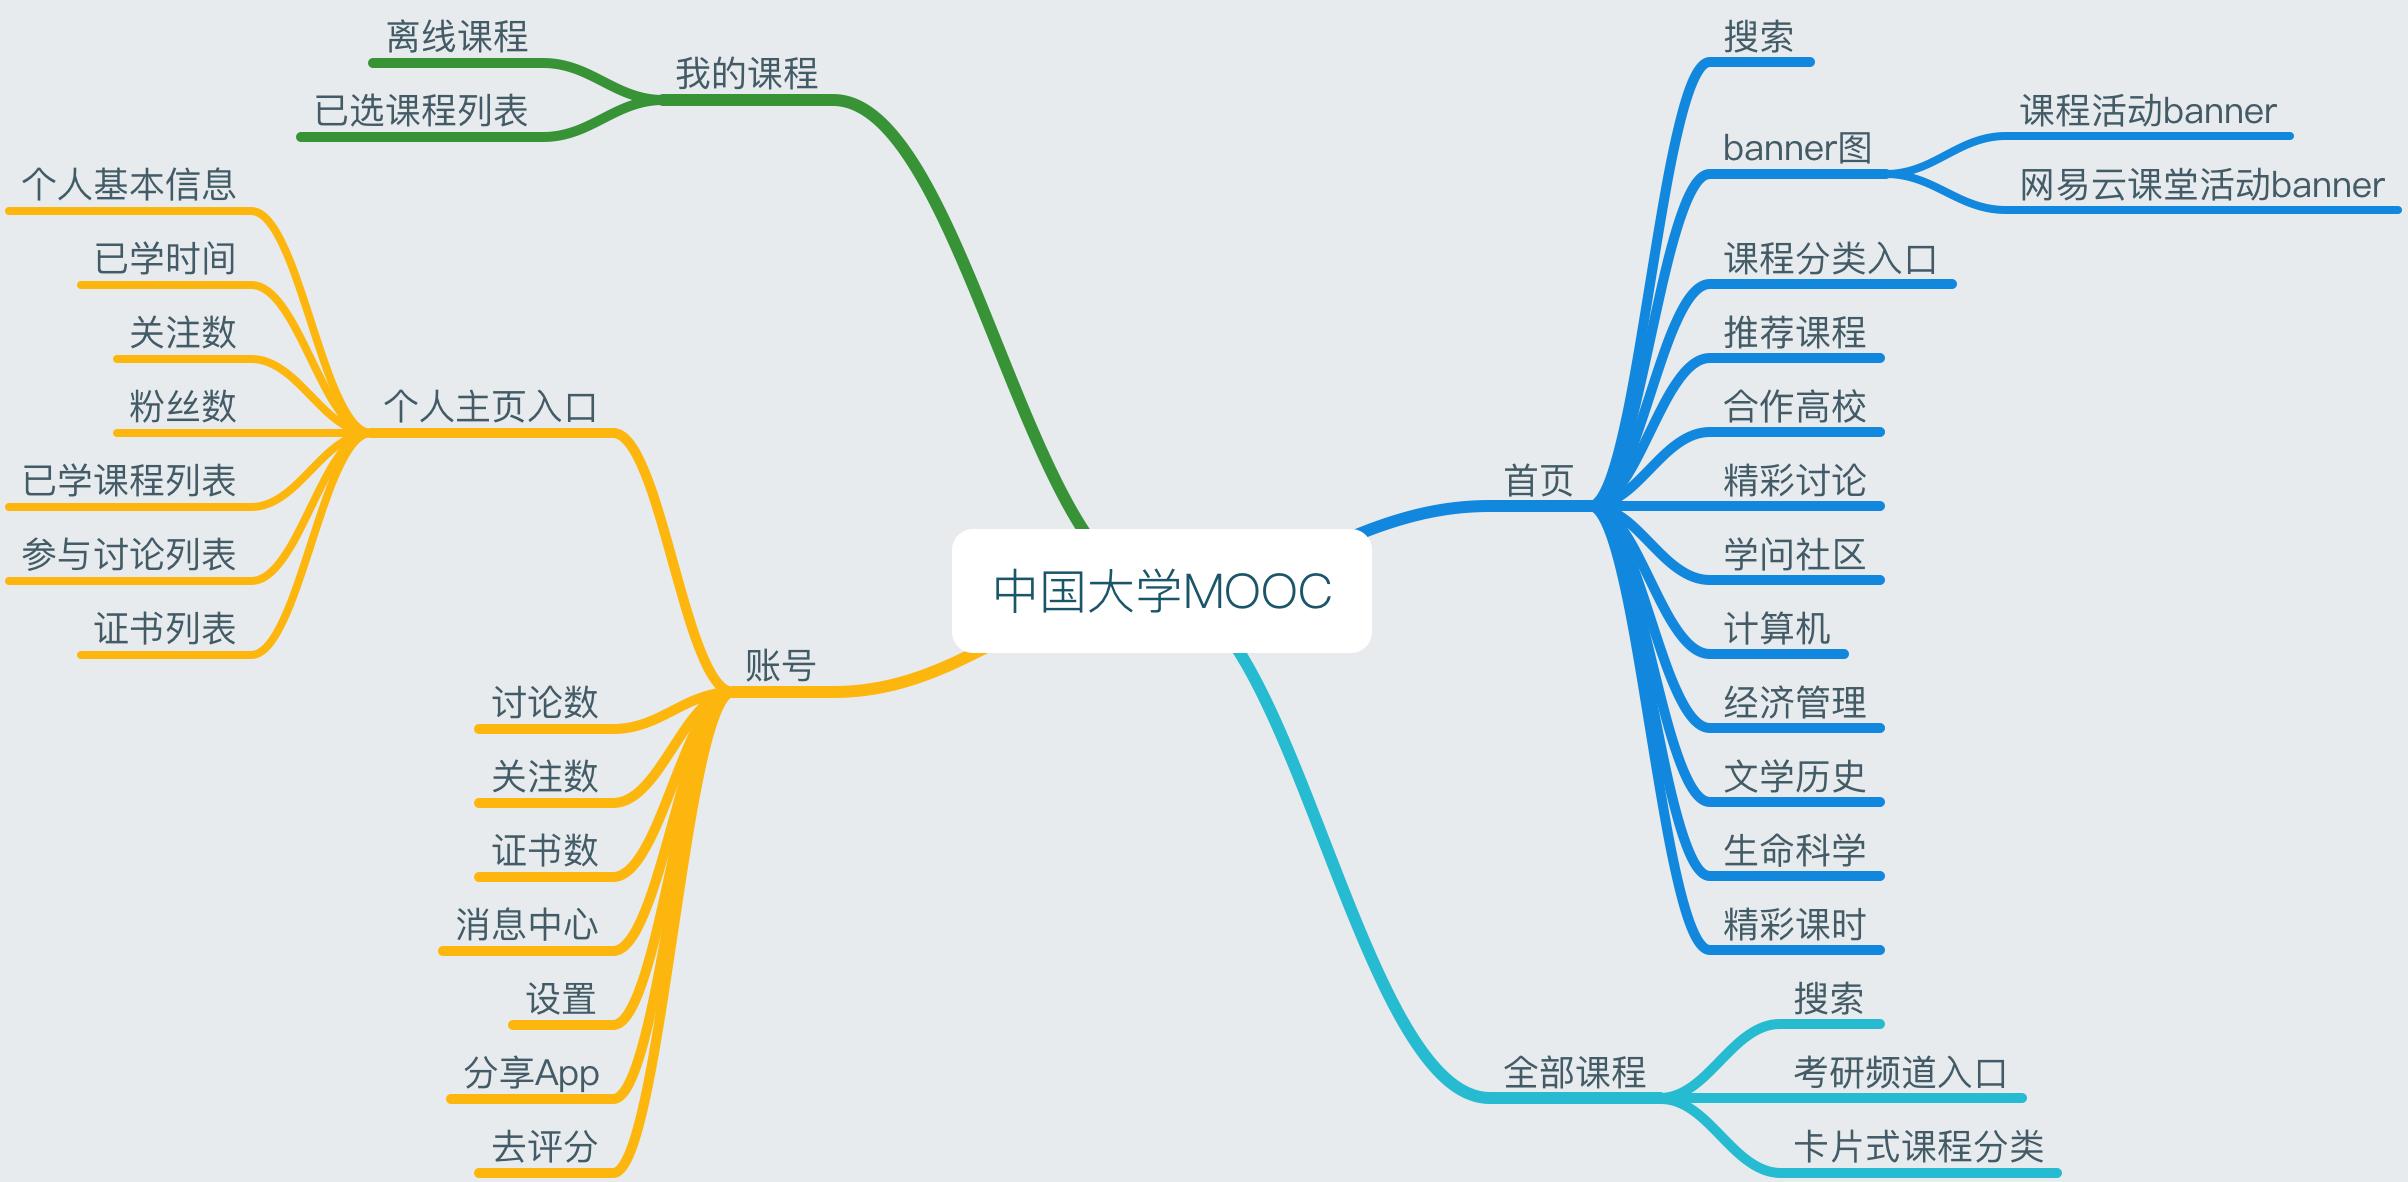 中国大学MOOC
首页
搜索
banner图
课程活动banner
网易云课堂活动banner
课程分类入口
推荐课程
合作高校
精彩讨论
学问社区
计算机
经济管理
文学历史
生命科学
精彩课时
全部课程
搜索
考研频道入口
卡片式课程分类
我的课程
离线课程
已选课程列表
账号
个人主页入口
个人基本信息
已学时间
关注数
粉丝数
已学课程列表
参与讨论列表
证书列表
讨论数
关注数
证书数
消息中心
设置
分享App
去评分